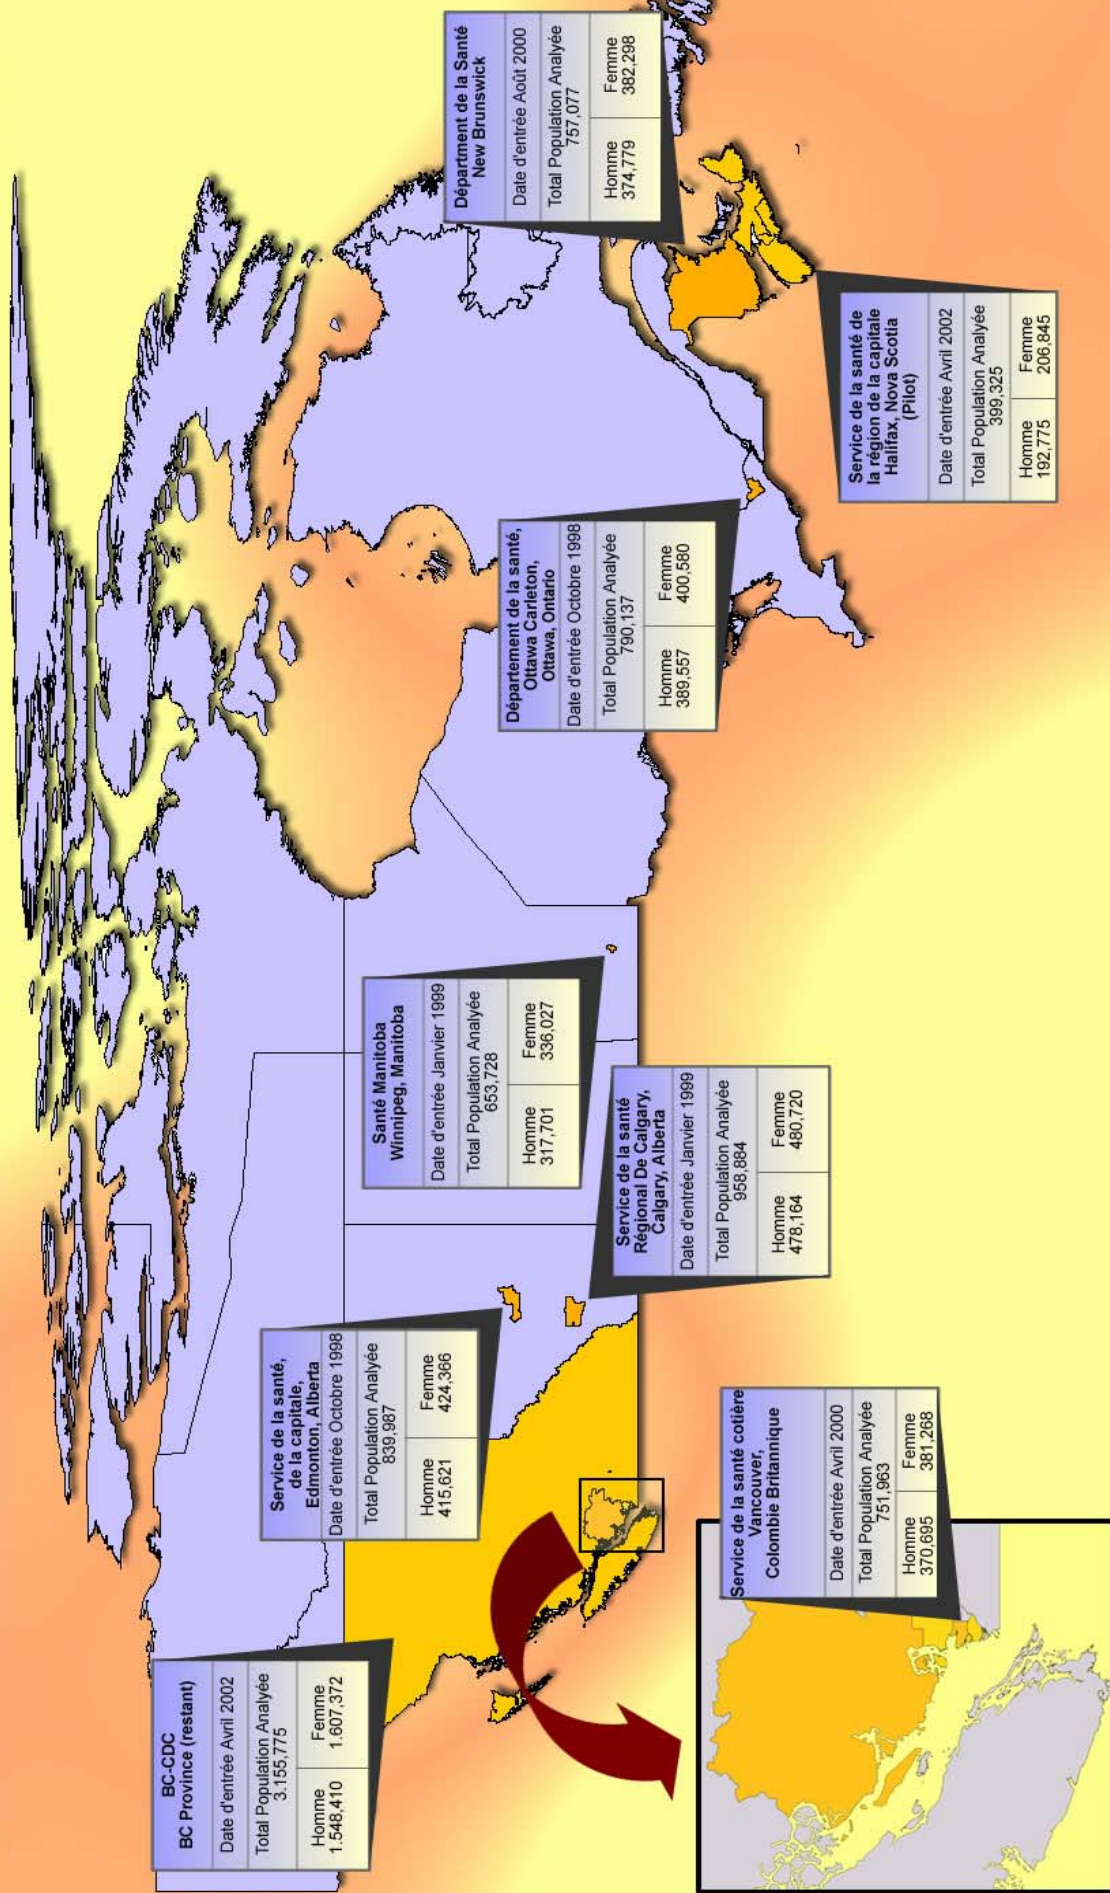 BC-CDC
BC Province (restant)
Date d'entrée Avril 2002
Total Population Analyée
3.155,775
Homme Femme
1.548,410 1.607,372
Service de la santé,
de la capitale,
Edmonton, Alberta
Date d'entrée Octobre 1998
Total Population Analyée
839,987
Homme Femme
415,621 424,366
Santé Manitoba
Winnipeg, Manitoba
Date d'entrée Janvier 1999
Total Population Analyée
653,728
Homme Femme
317,701 336,027
Départment de la Santé
New Brunswick
Date d'entrée Août 2000
Total Population Analyée
757,077
Homme Femme
374,779 382,298
Département de la santé,
Ottawa Carleton,
Ottawa, Ontario
Date d'entrée Octobre 1998
Total Population Analyée
790,137
Homme Femme
389,557 400,580
Service de la santé
Régional De Calgary,
Calgary, Alberta
Date d'entrée Janvier 1999
Total Population Analyée
958,884
Homme Femme
478,164 480,720
Service de la santé cotière
Vancouver,
Colombie Britannique
Date d'entrée Avril 2000
Total Population Analyée
751,963
Homme Femme
370,695 381,268
Service de la santé de
la région de la capitale
Halifax, Nova Scotia
(Pilot)
Date d'entrée Avril 2002
Total Population Analyée
399,325
Homme Femme
192,775 206,845